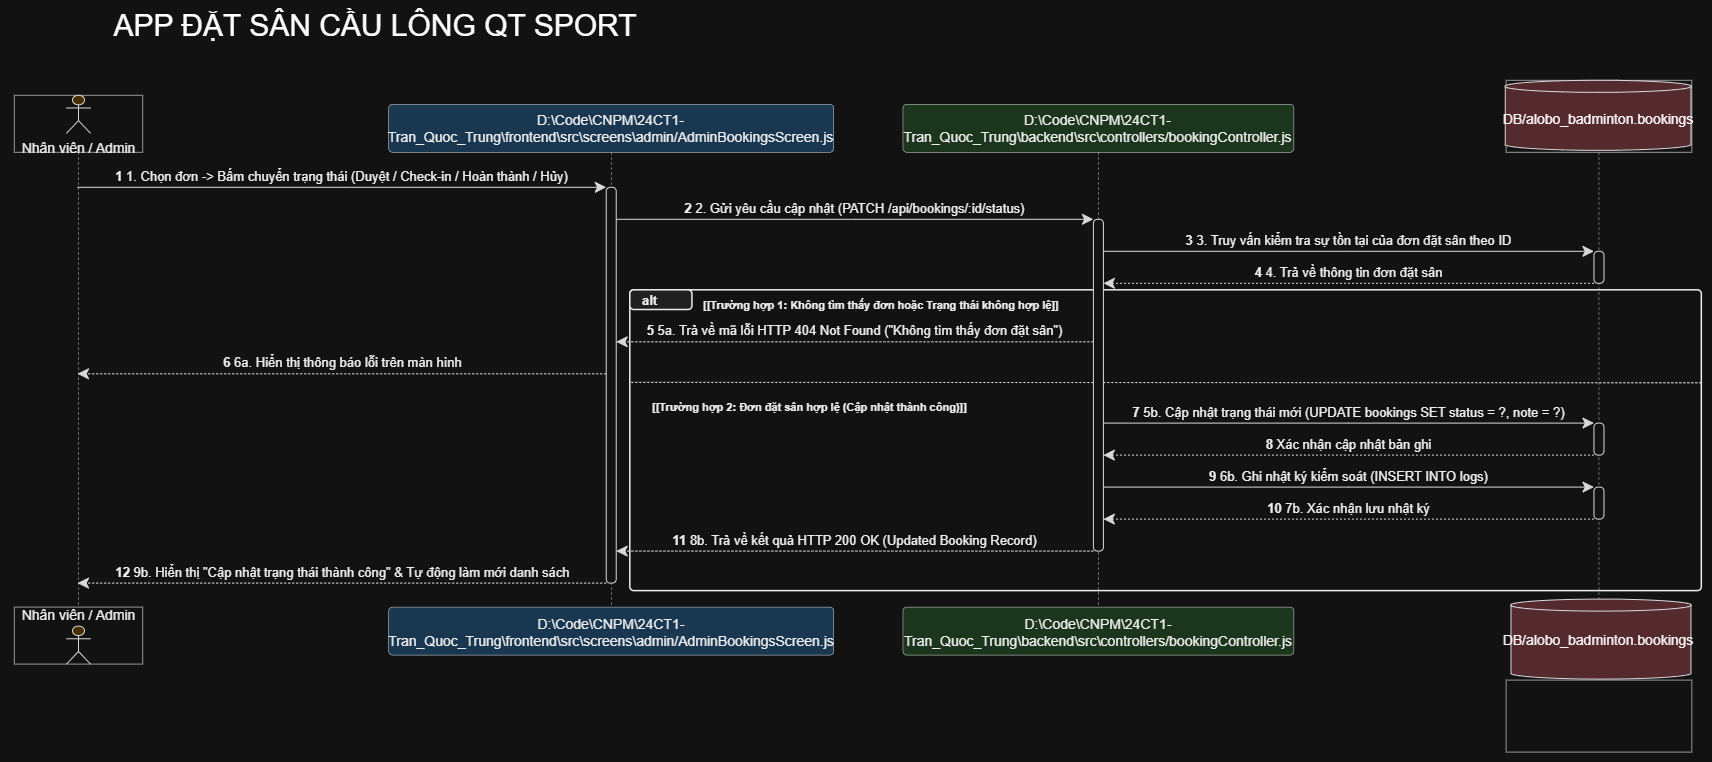 APP ĐẶT SÂN CẦU LÔNG QT SPORT
Nhân viên / Admin
D:\Code\CNPM\24CT1-
Tran_Quoc_Trung\frontend\src\screens\admin/AdminBookingsScreen.js
D:\Code\CNPM\24CT1-
Tran_Quoc_Trung\backend\src\controllers/bookingController.js
DB/alobo_badminton.bookings
1 1. Chọn đơn -> Bấm chuyển trạng thái (Duyệt / Check-in / Hoàn thành / Hủy)
2 2. Gửi yêu cầu cập nhật (PATCH /api/bookings/:id/status)
3 3. Truy vấn kiểm tra sự tồn tại của đơn đặt sân theo ID
4 4. Trả về thông tin đơn đặt sân
alt
[[Trường hợp 1: Không tìm thấy đơn hoặc Trạng thái không hợp lệ]]
5 5a. Trả về mã lỗi HTTP 404 Not Found ("Không tìm thấy đơn đặt sân")
6 6a. Hiển thị thông báo lỗi trên màn hình
[[Trường hợp 2: Đơn đặt sân hợp lệ (Cập nhật thành công)]]
7 5b. Cập nhật trạng thái mới (UPDATE bookings SET status = ?, note = ?)
8 Xác nhận cập nhật bản ghi
9 6b. Ghi nhật ký kiểm soát (INSERT INTO logs)
10 7b. Xác nhận lưu nhật ký
11 8b. Trả về kết quả HTTP 200 OK (Updated Booking Record)
12 9b. Hiển thị "Cập nhật trạng thái thành công" & Tự động làm mới danh sách
Nhân viên / Admin
D:\Code\CNPM\24CT1-
Tran_Quoc_Trung\frontend\src\screens\admin/AdminBookingsScreen.js
D:\Code\CNPM\24CT1-
Tran_Quoc_Trung\backend\src\controllers/bookingController.js
DB/alobo_badminton.bookings